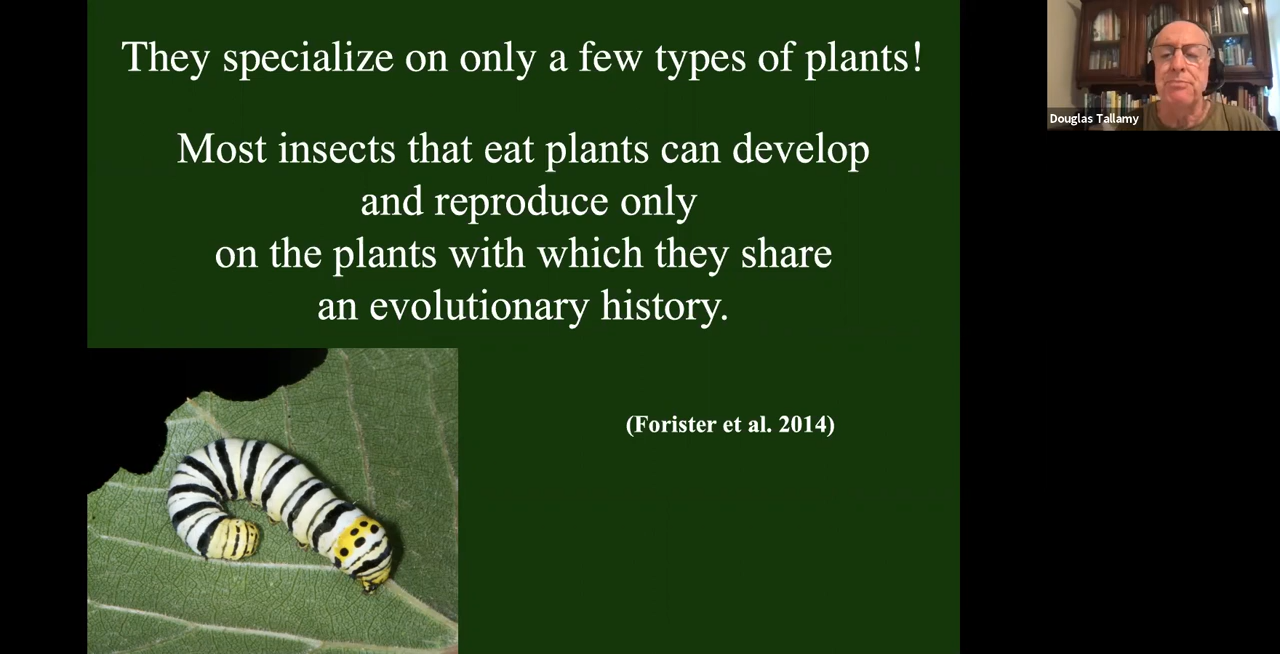 They specialize on only a few types of plants!
Most insects that eat plants can develop
and reproduce only
on the plants with which they share
an evolutionary history.
(Forister et al. 2014)
Douglas Tallamy